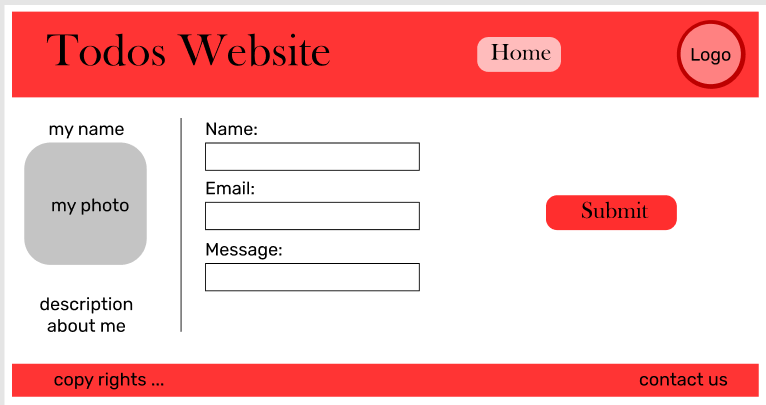 Todos Website
Home
Logo
my name
my photo
description
about me
Name:
Email:
Message:
Submit
copy rights ...
contact us